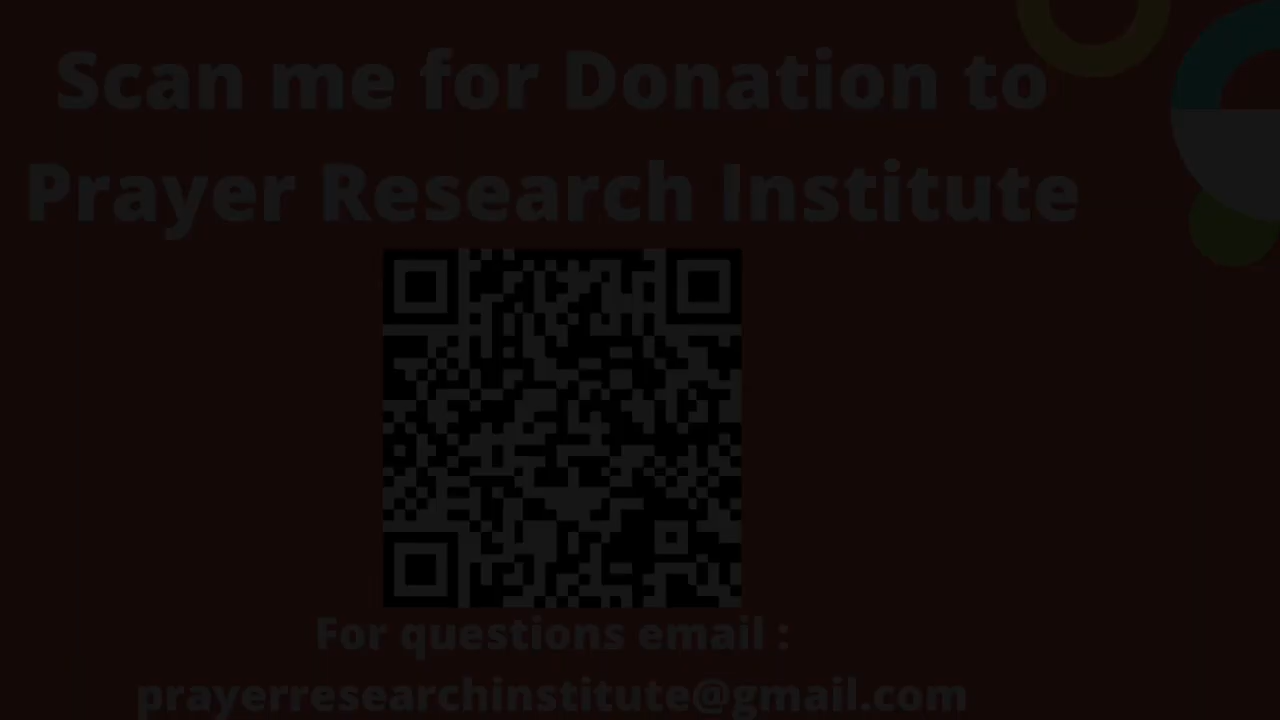 Scan me for Donation to
Prayer Research Institute
For questions email :
prayerresearchinstitute@gmail.com